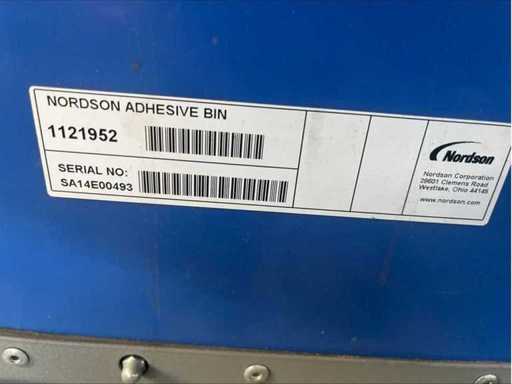 NORDSON ADHESIVE BIN
1121952
SERIAL NO:
SA14E00493
Nordson
Nordson Corporation
28601 Clemens Road
Westlake, Ohio 44145
www.nordson.com